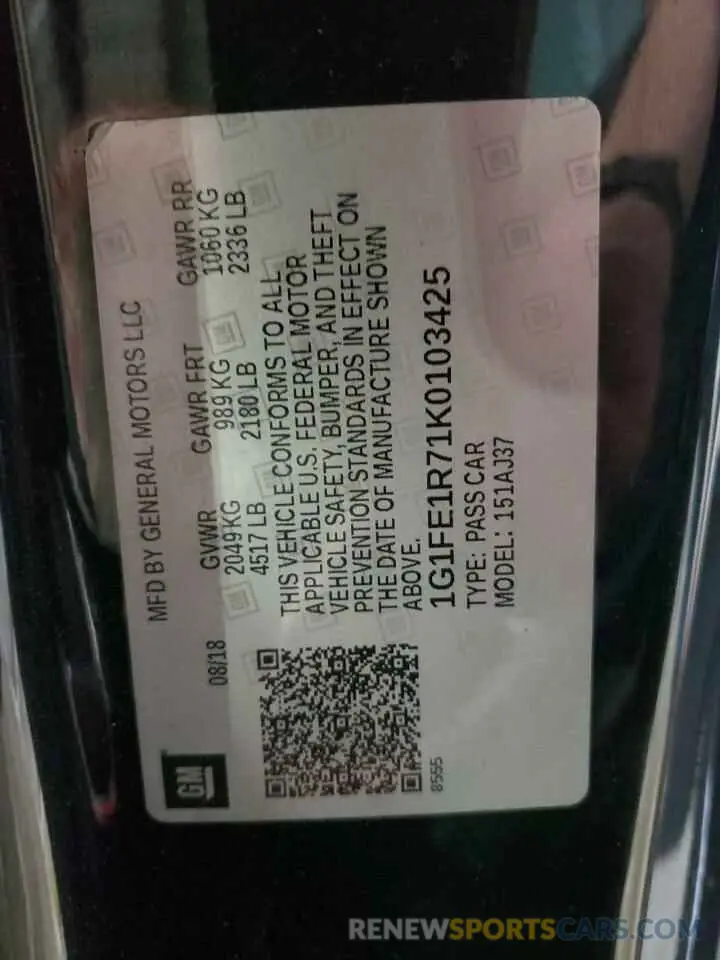 MFD BY GENERAL MOTORS LLC
08/18 GVWR GAWR FRT GAWR RR
2049KG 989 KG 1060 KG
4517 LB 2180 LB 2336 LB
THIS VEHICLE CONFORMS TO ALL
APPLICABLE U.S. FEDERAL MOTOR
VEHICLE SAFETY, BUMPER, AND THEFT
PREVENTION STANDARDS IN EFFECT ON
THE DATE OF MANUFACTURE SHOWN
ABOVE.
1G1FE1R71K0103425
TYPE: PASS CAR
MODEL: 151AJ37
GM
8555
RENEWSPORTSCARS.COM